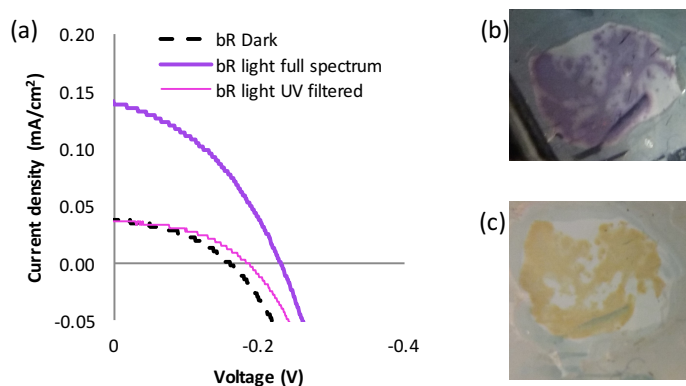 (a)
0.20
0.15
0.10
0.05
0.00
-0.05
Current density (mA/cm²)
bR Dark
bR light full spectrum
bR light UV filtered
0
-0.2
-0.4
Voltage (V)
(b)
(c)